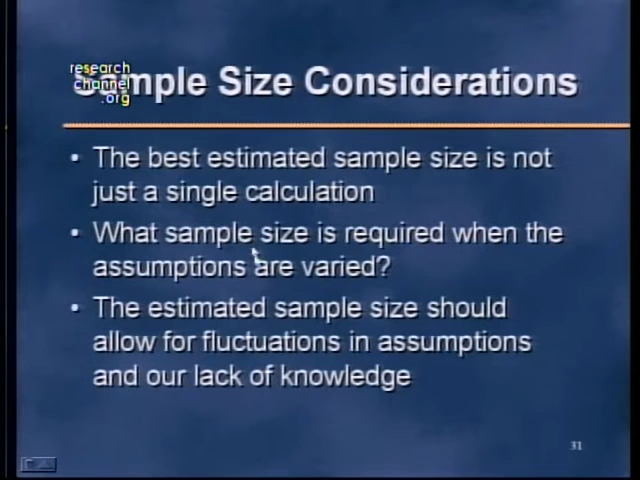 research
channel
.org
Sample Size Considerations
• The best estimated sample size is not
just a single calculation
• What sample size is required when the
assumptions are varied?
• The estimated sample size should
allow for fluctuations in assumptions
and our lack of knowledge
31